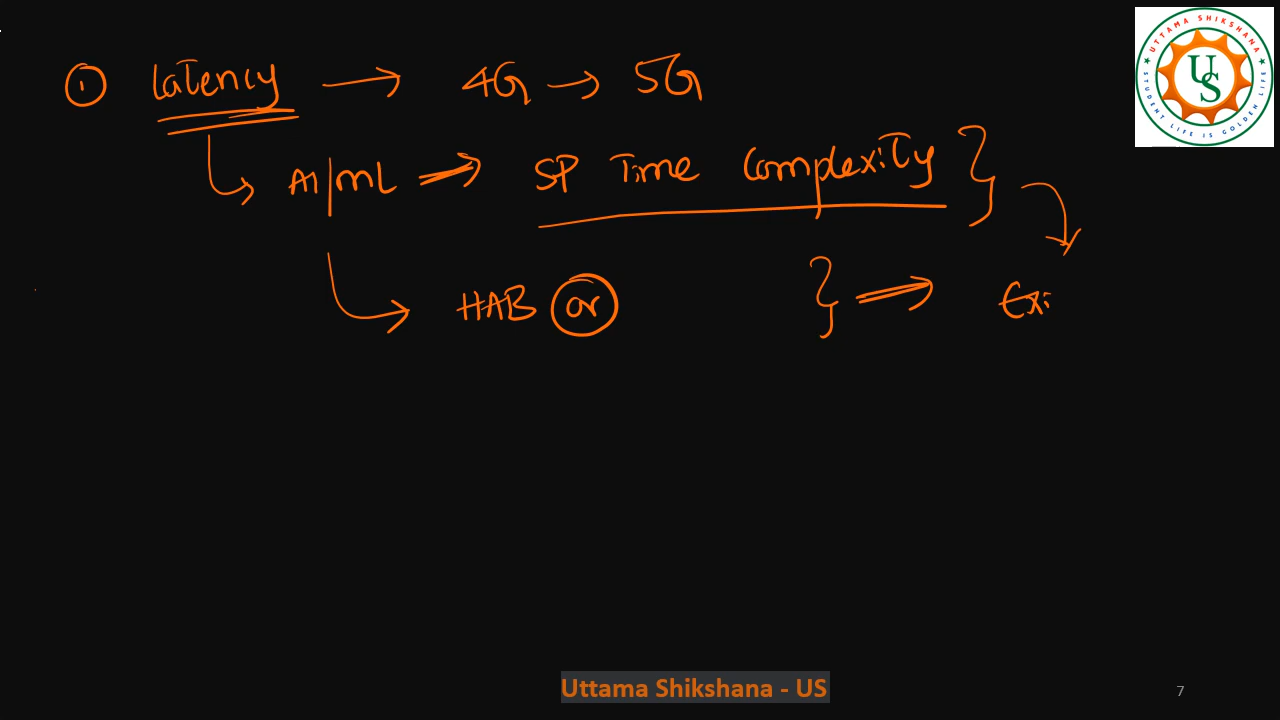 ① Latency → 4G → 5G
AI/ML ⇒ SP Time Complexity }
HAB or } ⇒ Exi
UTTAMA SHIKSHANA
US
STUDENT LIFE IS GOLDEN LIFE
Uttama Shikshana - US
7